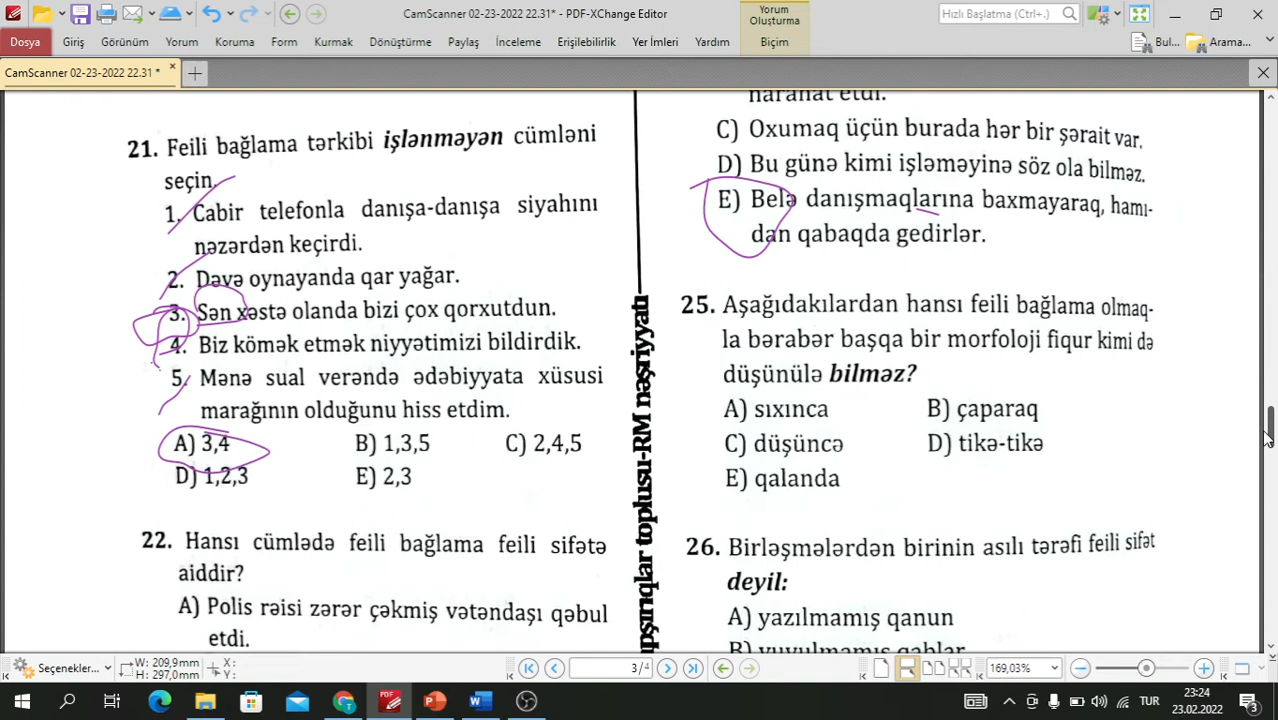 CamScanner 02-23-2022 22.31* * - PDF-XChange Editor
Yorum
Oluşturma
Hızlı Başlatma (Ctrl+.)
Dosya
Giriş
Görünüm
Yorum
Koruma
Form
Kurmak
Dönüştürme
Paylaş
İnceleme
Erişilebilirlik
Yer İmleri
Yardım
Biçim
Bul...
Arama...
CamScanner 02-23-2022 22.31 *
21. Feili bağlama tərkibi işlənməyən cümləni
seçin.
1. Cabir telefonla danışa-danışa siyahını
nəzərdən keçirdi.
2. Dəvə oynayanda qar yağar.
3. Sən xəstə olanda bizi çox qorxutdun.
4. Biz kömək etmək niyyətimizi bildirdik.
5. Mənə sual verəndə ədəbiyyata xüsusi
marağının olduğunu hiss etdim.
A) 3,4 B) 1,3,5 C) 2,4,5
D) 1,2,3 E) 2,3
22. Hansı cümlədə feili bağlama feili sifətə
aiddir?
A) Polis rəisi zərər çəkmiş vətəndaşı qəbul
etdi.
narahat etdi.
C) Oxumaq üçün burada hər bir şərait var.
D) Bu günə kimi işləməyinə söz ola bilməz.
E) Belə danışmaqlarına baxmayaraq, hamı-
dan qabaqda gedirlər.
25. Aşağıdakılardan hansı feili bağlama olmaq-
la bərabər başqa bir morfoloji fiqur kimi də
düşünülə bilməz?
A) sıxınca B) çaparaq
C) düşüncə D) tikə-tikə
E) qalanda
26. Birləşmələrdən birinin asılı tərəfi feili sifət
deyil:
A) yazılmamış qanun
B) yuyulmamış qablar
apşırıqlar toplusu-RM nəşriyyatı
Seçenekler...
W: 209,9mm
H: 297,0mm
X:
Y:
3/4
169,03%
TUR
23:24
23.02.2022
3